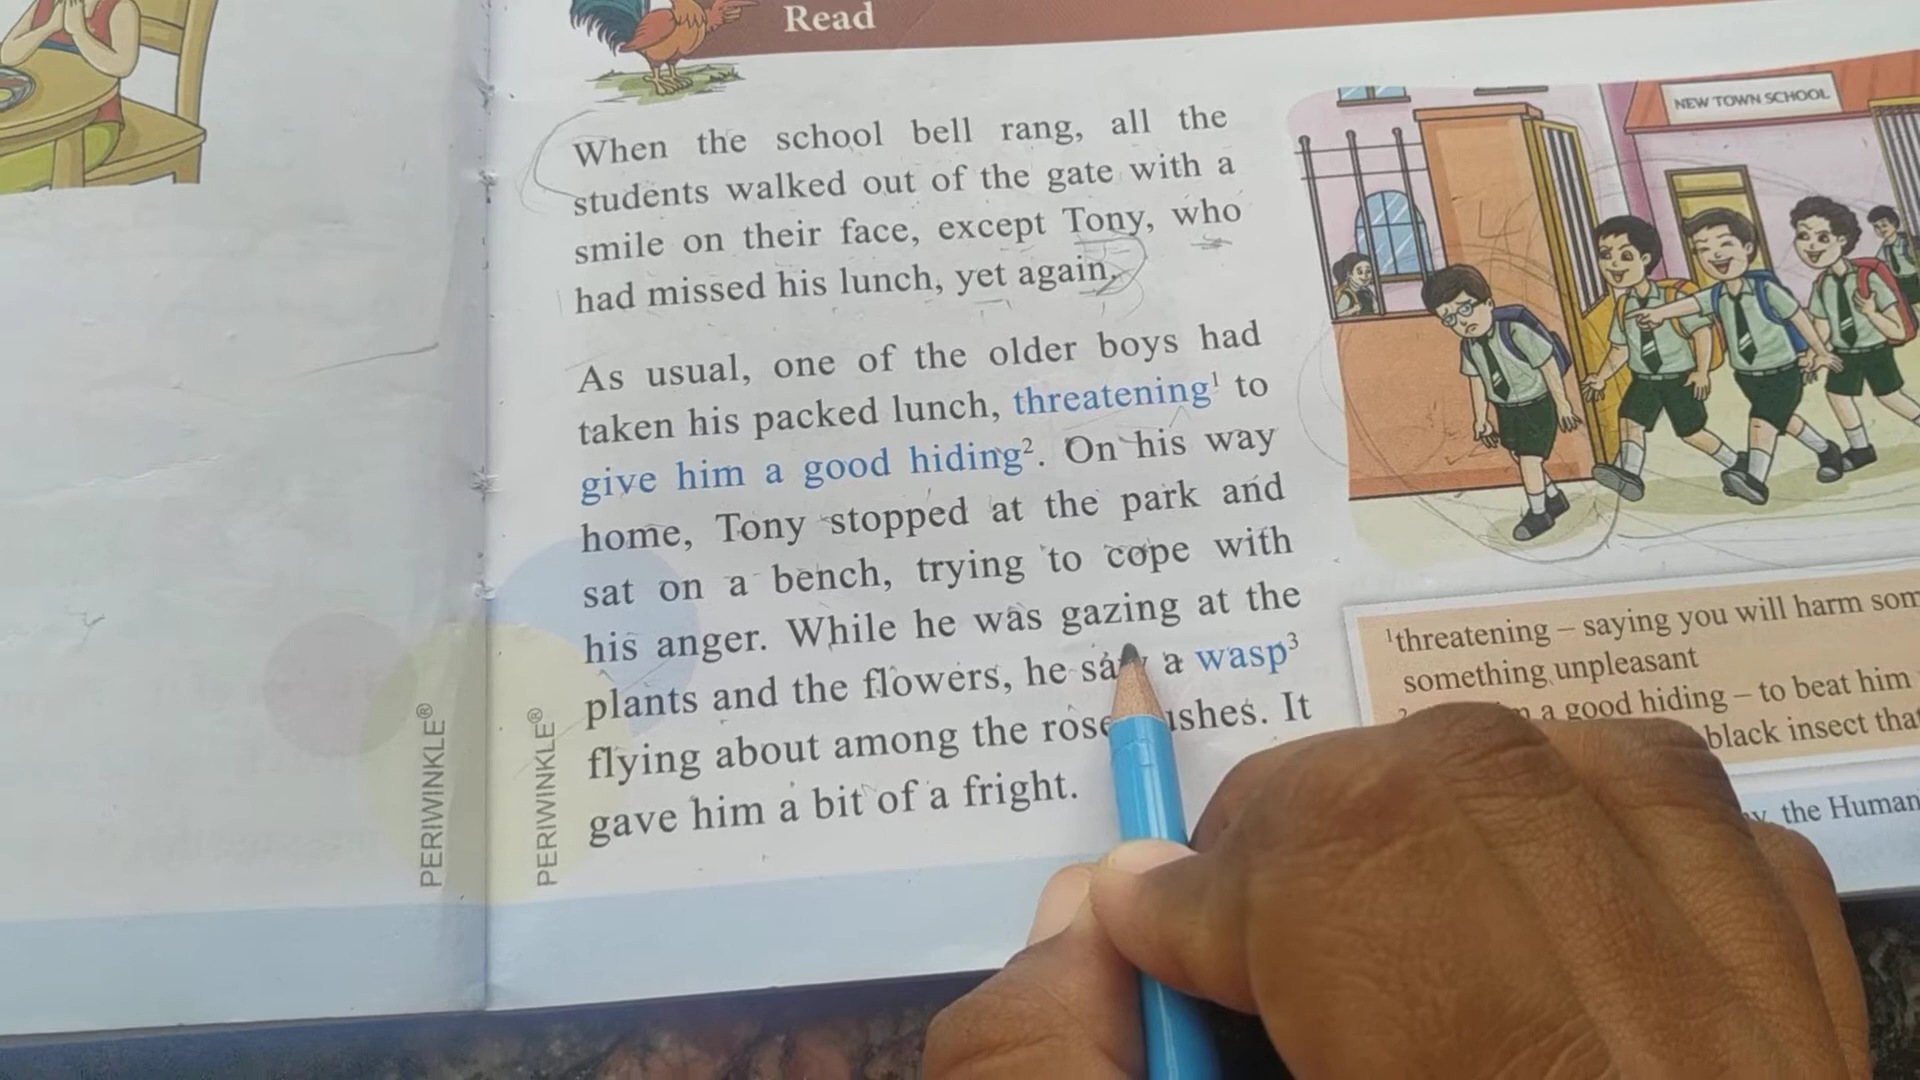 Read
When the school bell rang, all the
students walked out of the gate with a
smile on their face, except Tony, who
had missed his lunch, yet again.
As usual, one of the older boys had
taken his packed lunch, threatening¹ to
give him a good hiding². On his way
home, Tony stopped at the park and
sat on a bench, trying to cope with
his anger. While he was gazing at the
plants and the flowers, he a wasp³
flying about among the It
gave him a bit of a fright.
NEW TOWN SCHOOL
¹threatening – saying you will harm
something unpleasant
a good hiding – to beat him
black insect
the Human
PERIWINKLE®
PERIWINKLE®